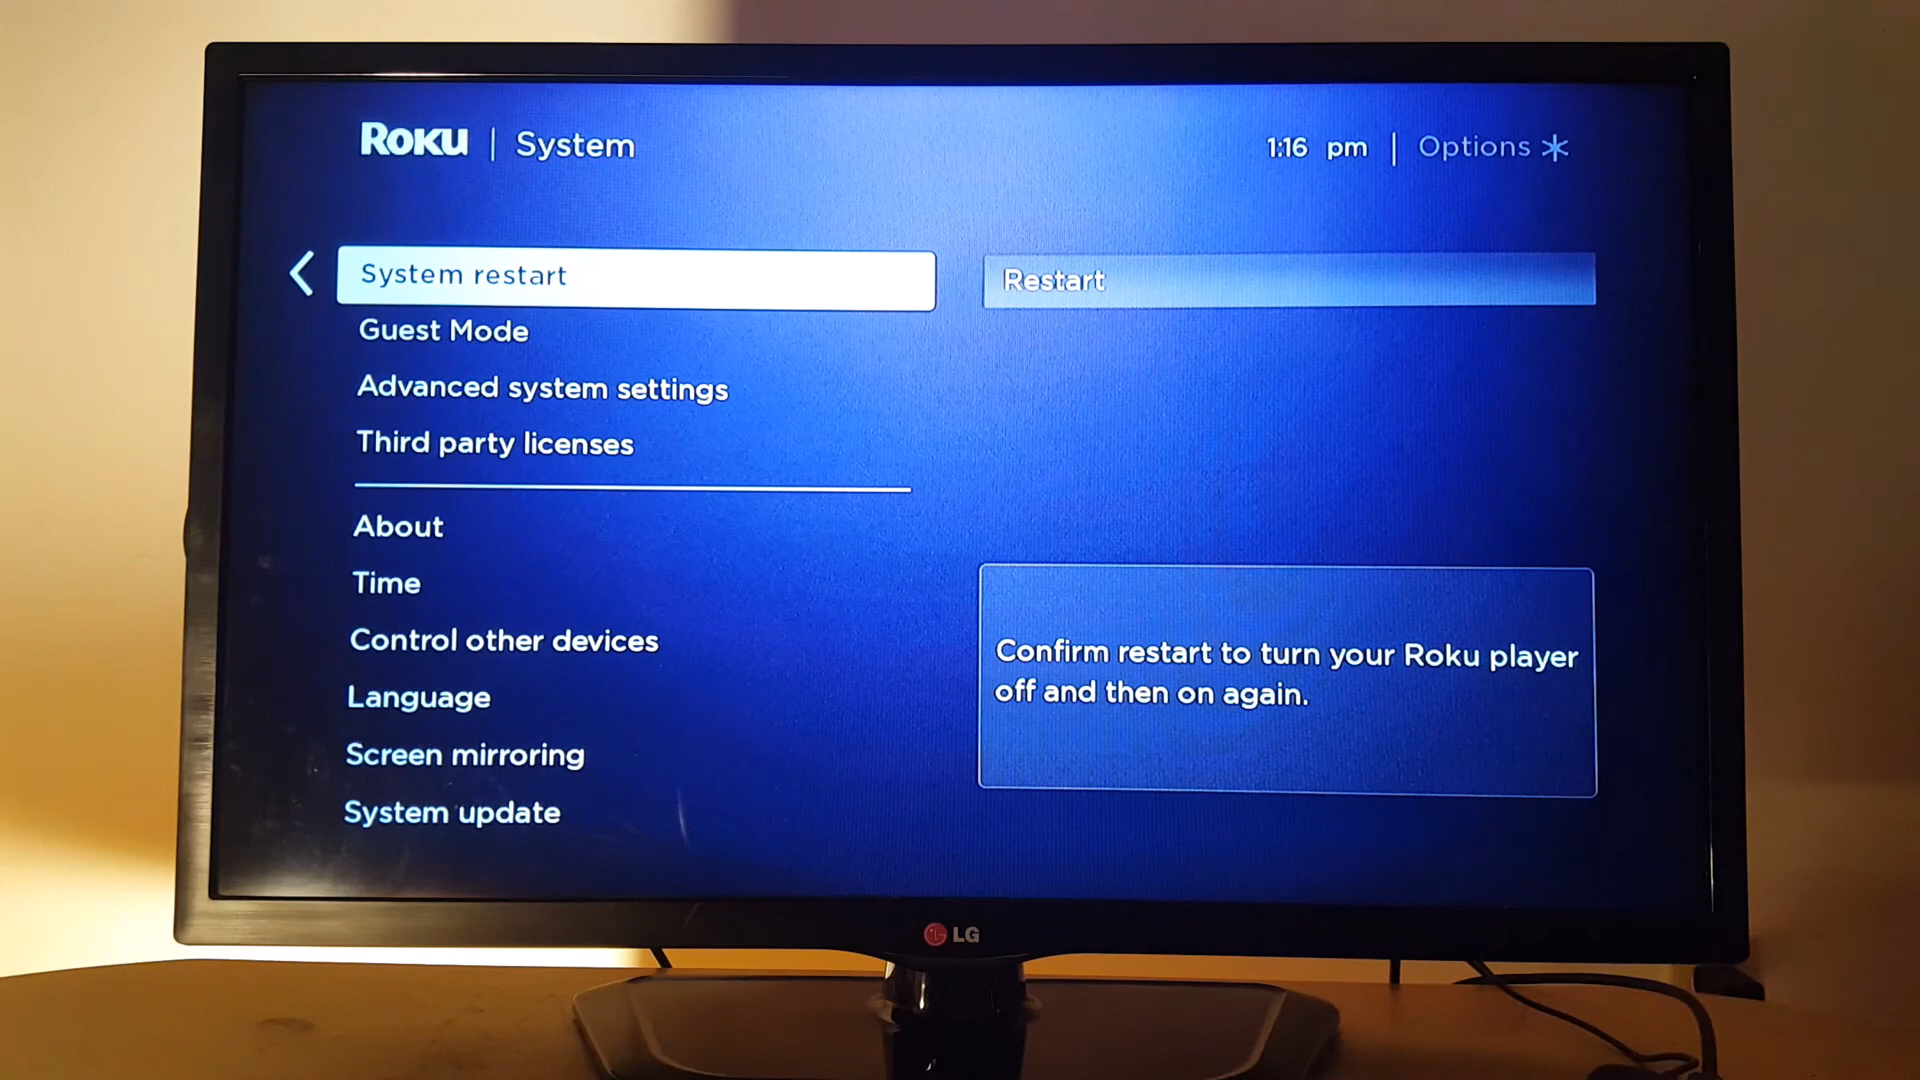 Roku | System
1:16 pm | Options
System restart
Restart
Guest Mode
Advanced system settings
Third party licenses
About
Time
Control other devices
Language
Screen mirroring
System update
Confirm restart to turn your Roku player
off and then on again.
LG